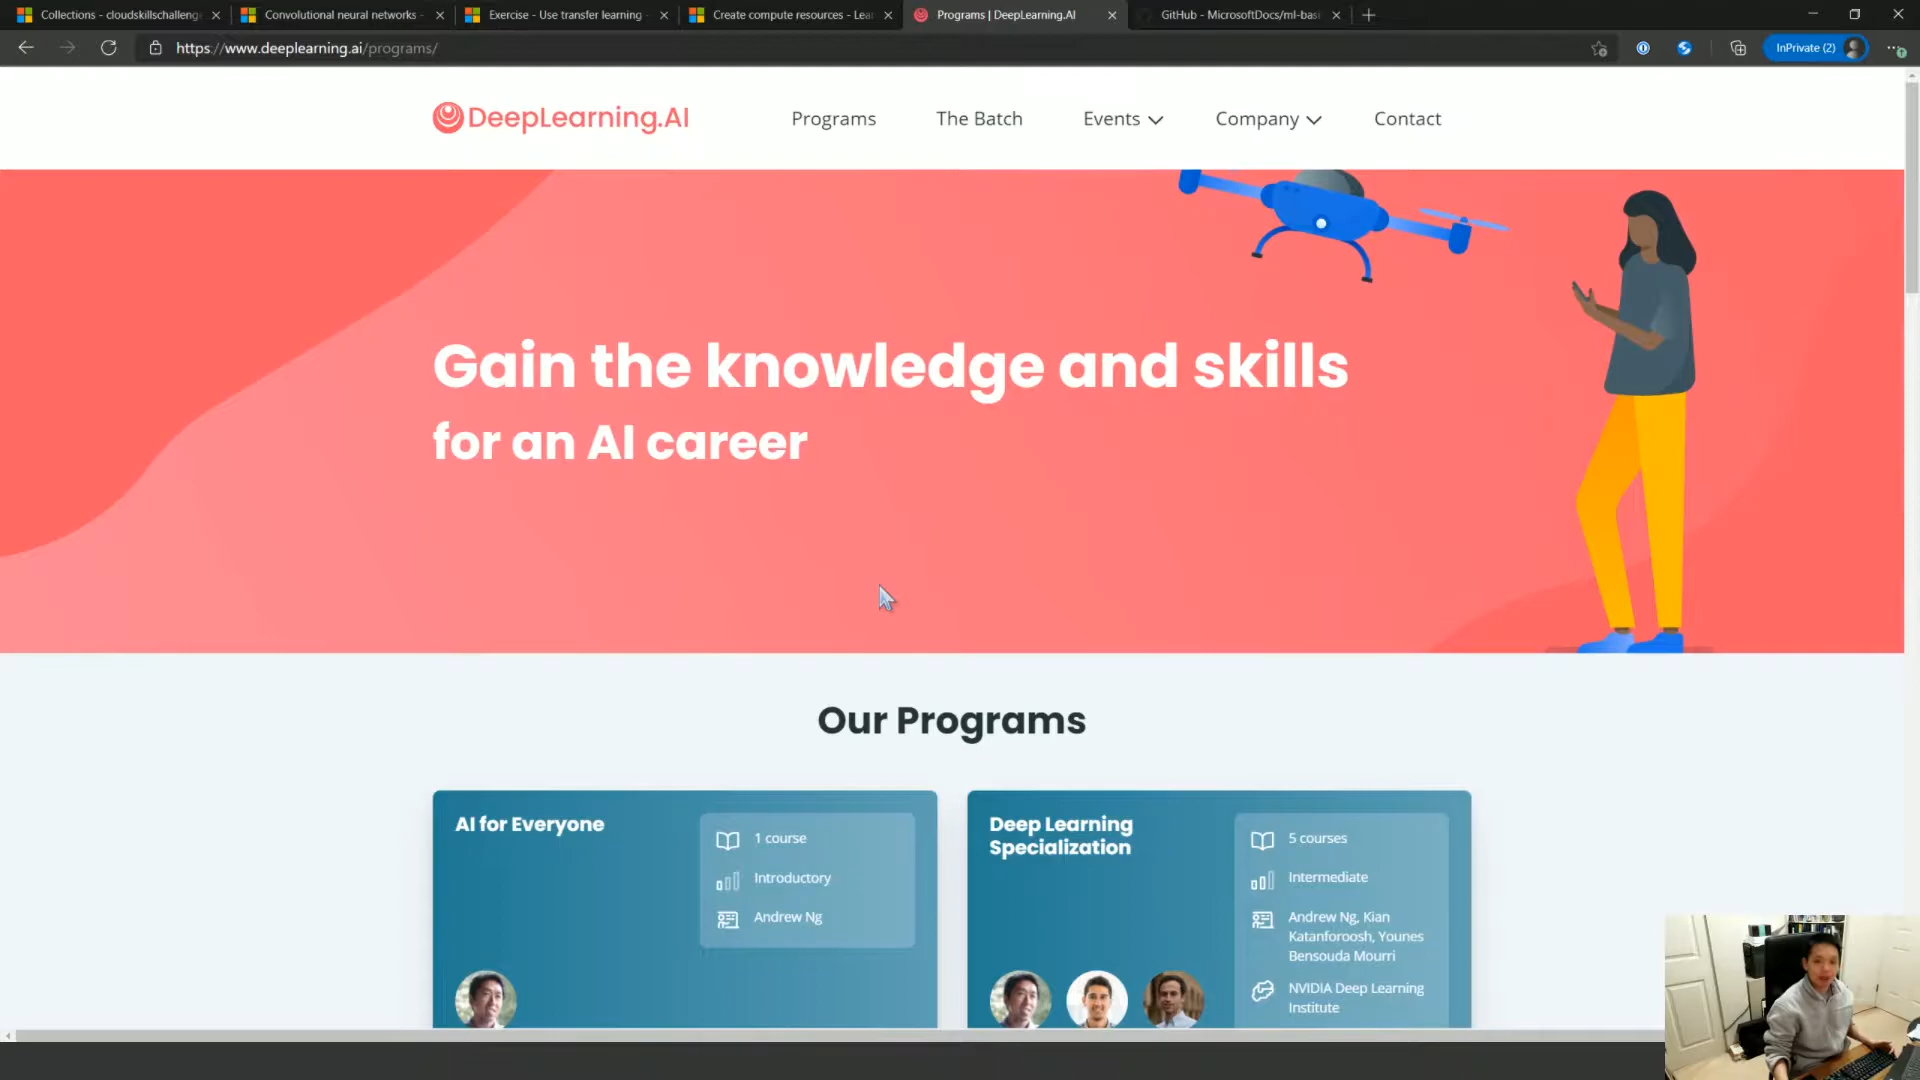 Collections - cloudskillschalleng
Convolutional neural networks -
Exercise - Use transfer learning -
Create compute resources - Lea
Programs | DeepLearning.AI
GitHub - MicrosoftDocs/ml-basi
https://www.deeplearning.ai/programs/
InPrivate (2)
DeepLearning.AI
Programs
The Batch
Events
Company
Contact
Gain the knowledge and skills
for an AI career
Our Programs
AI for Everyone
1 course
Introductory
Andrew Ng
Deep Learning
Specialization
5 courses
Intermediate
Andrew Ng, Kian
Katanforoosh, Younes
Bensouda Mourri
NVIDIA Deep Learning
Institute